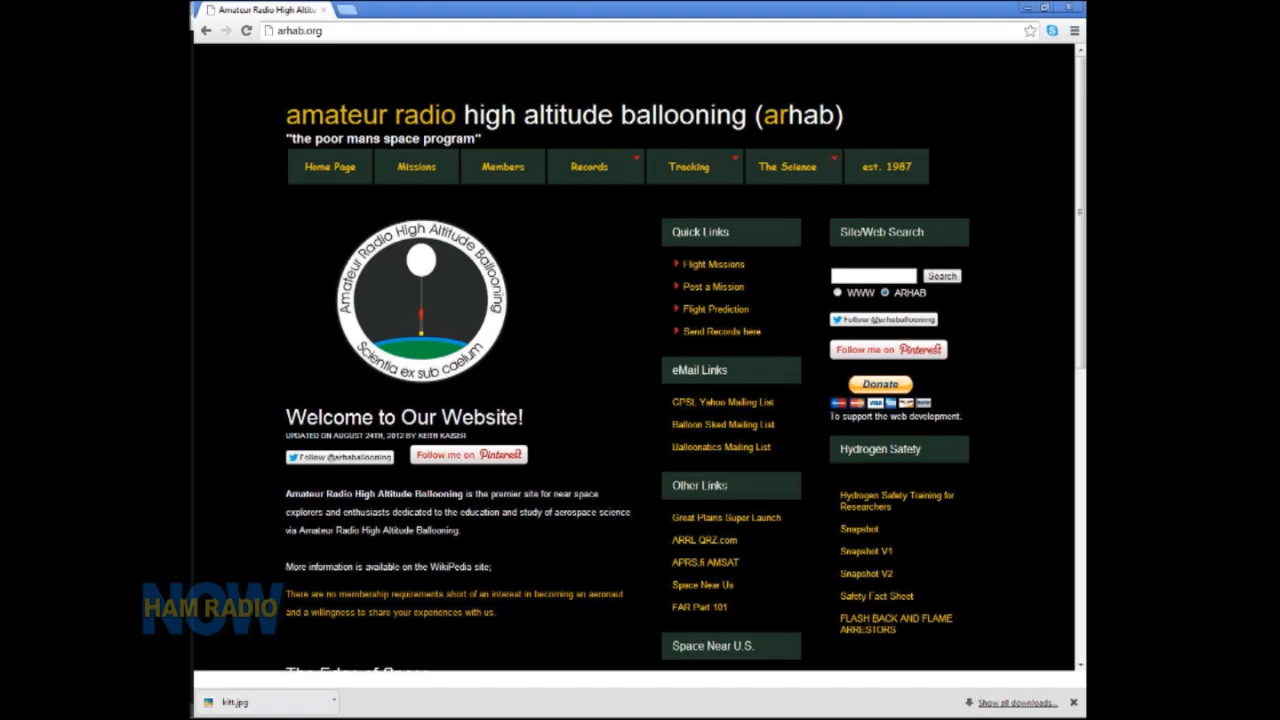 Amateur Radio High Altitu
arhab.org
amateur radio high altitude ballooning (arhab)
"the poor mans space program"
Home Page
Missions
Members
Records
Tracking
The Science
est. 1987
Amateur Radio High Altitude Ballooning
Scientia ex sub caelum
Welcome to Our Website!
UPDATED ON AUGUST 24TH, 2012 BY KEITH KAISER
Follow @arhaballooning
Follow me on Pinterest
Amateur Radio High Altitude Ballooning is the premier site for near space
explorers and enthusiasts dedicated to the education and study of aerospace science
via Amateur Radio High Altitude Ballooning.
More information is available on the WikiPedia site;
There are no membership requirements short of an interest in becoming an aeronaut
and a willingness to share your experiences with us.
The Edge of Space
Quick Links
Flight Missions
Post a Mission
Flight Prediction
Send Records here
eMail Links
GPSL Yahoo Mailing List
Balloon Sked Mailing List
Balloonatics Mailing List
Other Links
Great Plains Super Launch
ARRL QRZ.com
APRS.fi AMSAT
Space Near Us
FAR Part 101
Space Near U.S.
Site/Web Search
Search
WWW ARHAB
Follow @arhaballooning
Follow me on Pinterest
Donate
To support the web development.
Hydrogen Safety
Hydrogen Safety Training for
Researchers
Snapshot
Snapshot V1
Snapshot V2
Safety Fact Sheet
FLASH BACK AND FLAME
ARRESTORS
HAM RADIO
NOW
kitt.jpg
Show all downloads...